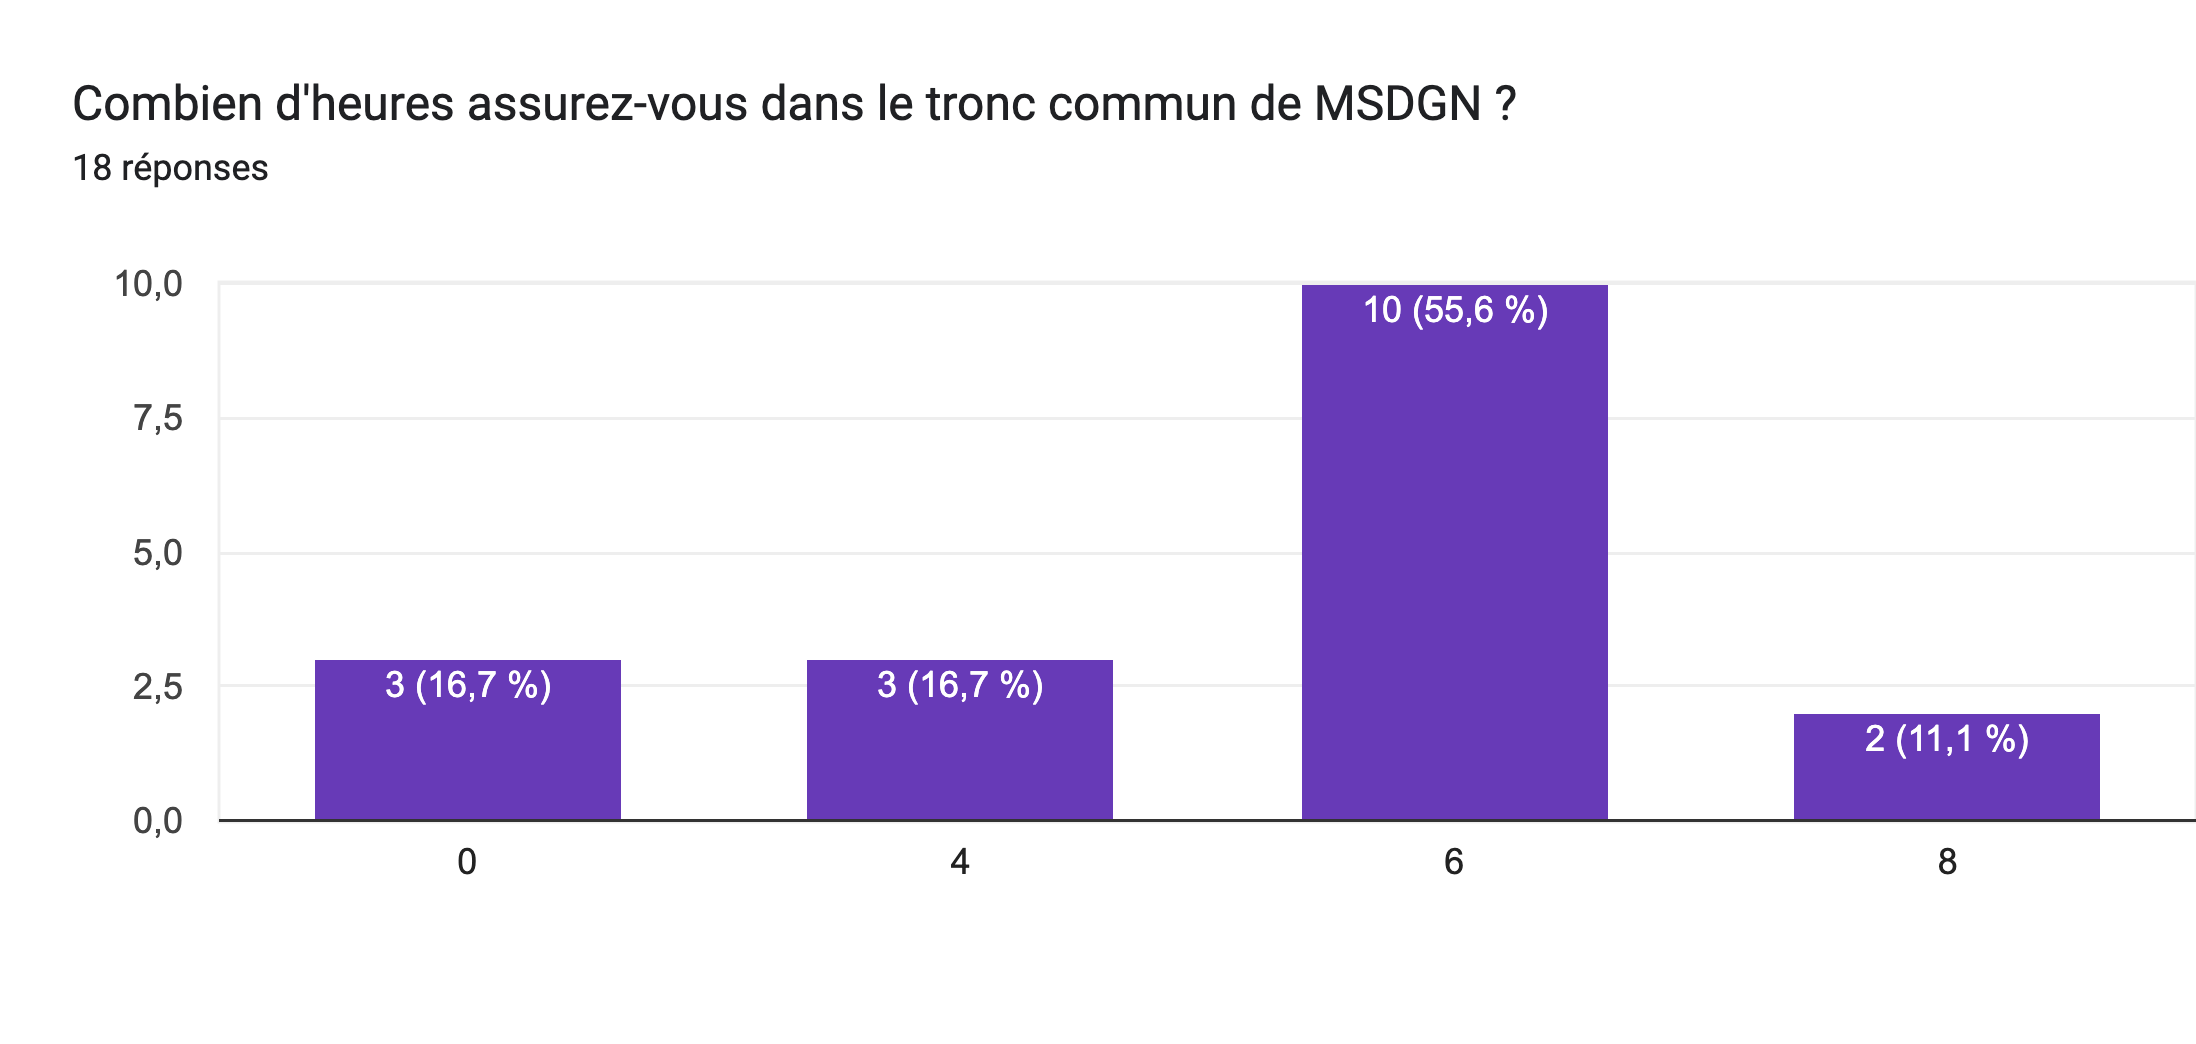 Combien d'heures assurez-vous dans le tronc commun de MSDGN ?
18 réponses
10,0
7,5
5,0
2,5
0,0
3 (16,7 %)
3 (16,7 %)
10 (55,6 %)
2 (11,1 %)
0
4
6
8